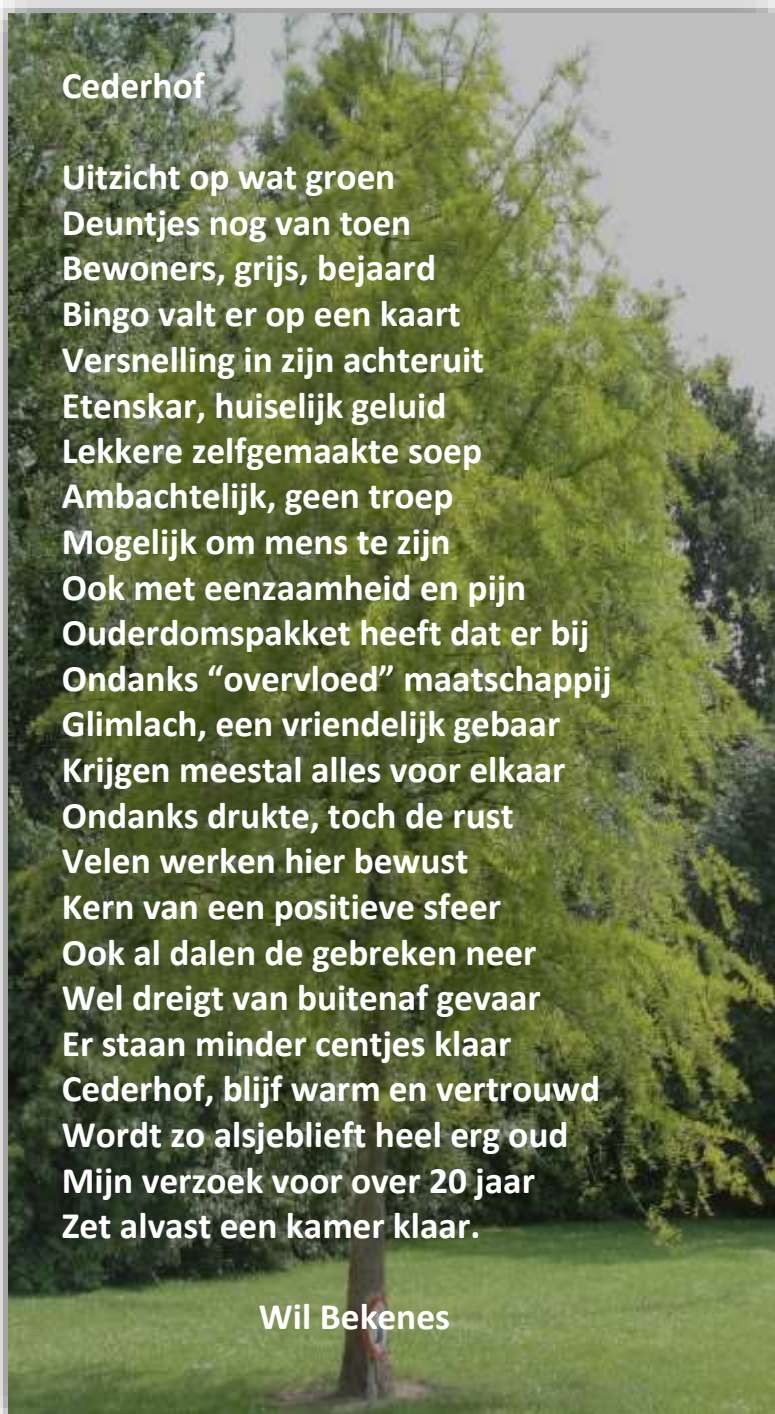 Cederhof
Uitzicht op wat groen
Deuntjes nog van toen
Bewoners, grijs, bejaard
Bingo valt er op een kaart
Versnelling in zijn achteruit
Etenskar, huiselijk geluid
Lekkere zelfgemaakte soep
Ambachtelijk, geen troep
Mogelijk om mens te zijn
Ook met eenzaamheid en pijn
Ouderdomspakket heeft dat er bij
Ondanks “overvloed” maatschappij
Glimlach, een vriendelijk gebaar
Krijgen meestal alles voor elkaar
Ondanks drukte, toch de rust
Velen werken hier bewust
Kern van een positieve sfeer
Ook al dalen de gebreken neer
Wel dreigt van buitenaf gevaar
Er staan minder centjes klaar
Cederhof, blijf warm en vertrouwd
Wordt zo alsjeblieft heel erg oud
Mijn verzoek voor over 20 jaar
Zet alvast een kamer klaar.
Wil Bekenes